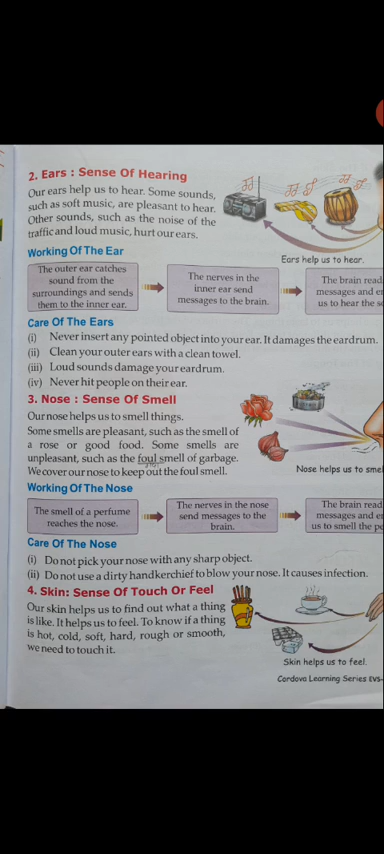 2. Ears : Sense Of Hearing
Our ears help us to hear. Some sounds,
such as soft music, are pleasant to hear.
Other sounds, such as the noise of the
traffic and loud music, hurt our ears.
Ears help us to hear.
Working Of The Ear
The outer ear catches
sound from the
surroundings and sends
them to the inner ear.
The nerves in the
inner ear send
messages to the brain.
The brain read
messages and
us to hear the
Care Of The Ears
(i) Never insert any pointed object into your ear. It damages the eardrum.
(ii) Clean your outer ears with a clean towel.
(iii) Loud sounds damage your eardrum.
(iv) Never hit people on their ear.
3. Nose : Sense Of Smell
Our nose helps us to smell things.
Some smells are pleasant, such as the smell of
a rose or good food. Some smells are
unpleasant, such as the foul smell of garbage.
We cover our nose to keep out the foul smell.
Nose helps us to
Working Of The Nose
The smell of a perfume
reaches the nose.
The nerves in the nose
send messages to the
brain.
The brain read
messages and
us to smell the
Care Of The Nose
(i) Do not pick your nose with any sharp object.
(ii) Do not use a dirty handkerchief to blow your nose. It causes infection.
4. Skin: Sense Of Touch Or Feel
Our skin helps us to find out what a thing
is like. It helps us to feel. To know if a thing
is hot, cold, soft, hard, rough or smooth,
we need to touch it.
Skin helps us to feel.
Cordova Learning Series EVS-